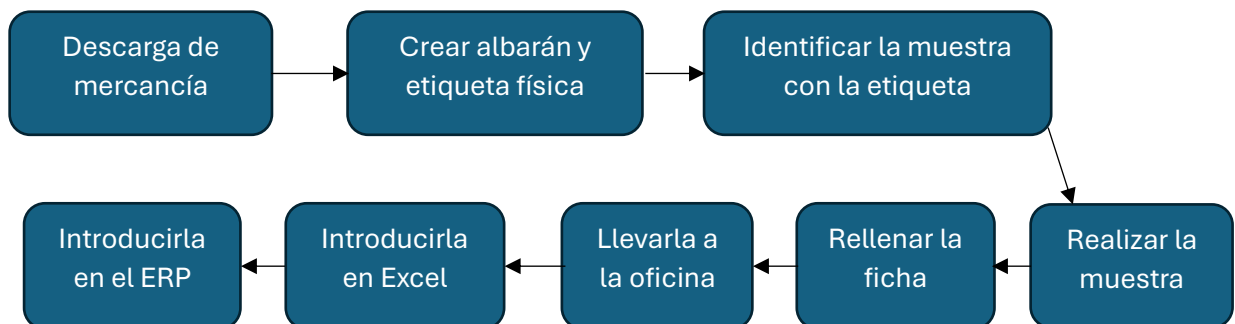 Descarga de
mercancía
Crear albarán y
etiqueta física
Identificar la muestra
con la etiqueta
Realizar la
muestra
Rellenar la
ficha
Llevarla a
la oficina
Introducirla
en Excel
Introducirla
en el ERP